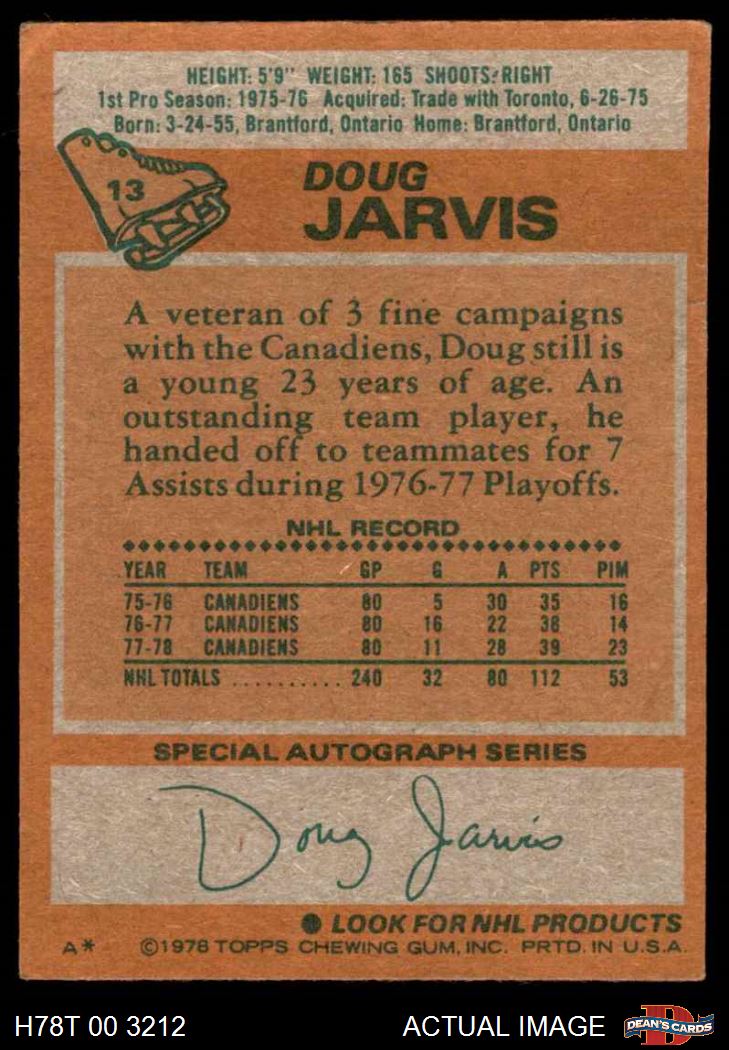 HEIGHT: 5'9" WEIGHT: 165 SHOOTS: RIGHT
1st Pro Season: 1975-76 Acquired: Trade with Toronto, 6-26-75
Born: 3-24-55, Brantford, Ontario Home: Brantford, Ontario
13
DOUG
JARVIS
A veteran of 3 fine campaigns
with the Canadiens, Doug still is
a young 23 years of age. An
outstanding team player, he
handed off to teammates for 7
Assists during 1976-77 Playoffs.
NHL RECORD
YEAR TEAM GP G A PTS PIM
75-76 CANADIENS 80 5 30 35 16
76-77 CANADIENS 80 16 22 38 14
77-78 CANADIENS 80 11 28 39 23
NHL TOTALS .......... 240 32 80 112 53
SPECIAL AUTOGRAPH SERIES
Doug Jarvis
LOOK FOR NHL PRODUCTS
A* ©1978 TOPPS CHEWING GUM, INC. PRTD. IN U.S.A.
H78T 00 3212 ACTUAL IMAGE
D
DEAN'S CARDS